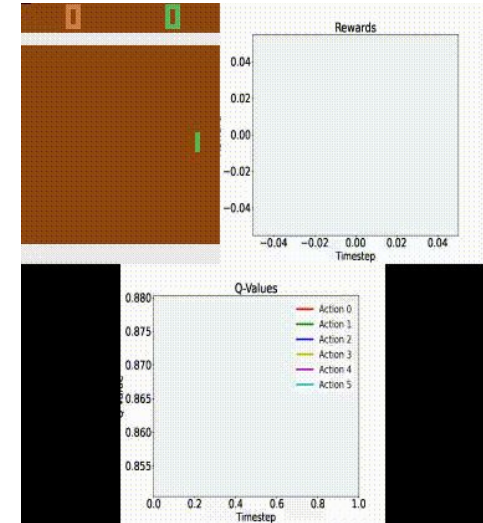 0 0
Rewards
0.04
0.02
0.00
−0.02
−0.04
−0.04 −0.02 0.00 0.02 0.04
Timestep
Q-Values
0.880
0.875
0.870
0.865
0.860
0.855
Action 0
Action 1
Action 2
Action 3
Action 4
Action 5
0.0 0.2 0.4 0.6 0.8 1.0
Timestep